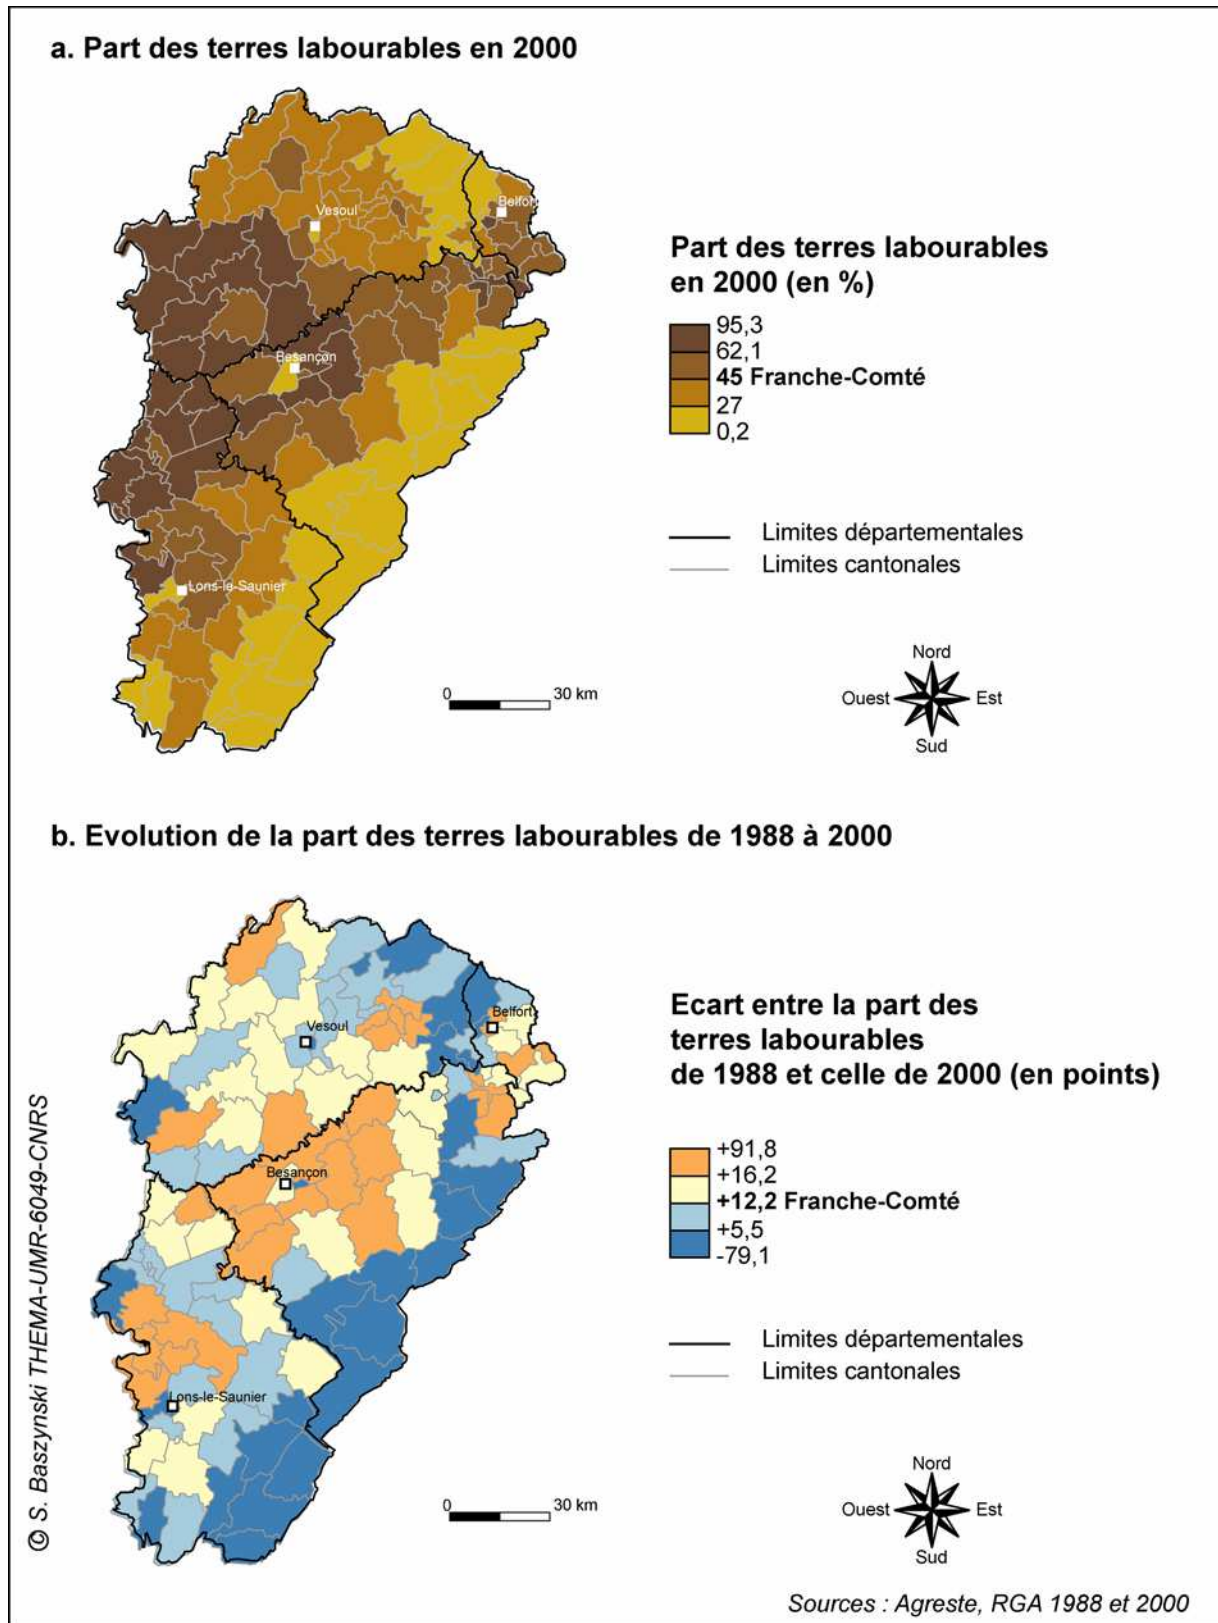 a. Part des terres labourables en 2000
Vesoul
Belfort
Besançon
Lons-le-Saunier
Part des terres labourables
en 2000 (en %)
95,3
62,1
45 Franche-Comté
27
0,2
Limites départementales
Limites cantonales
0 30 km
Nord
Ouest Est
Sud
b. Evolution de la part des terres labourables de 1988 à 2000
Vesoul
Belfort
Besançon
Lons-le-Saunier
Ecart entre la part des
terres labourables
de 1988 et celle de 2000 (en points)
+91,8
+16,2
+12,2 Franche-Comté
+5,5
-79,1
Limites départementales
Limites cantonales
0 30 km
Nord
Ouest Est
Sud
© S. Baszynski THEMA-UMR-6049-CNRS
Sources : Agreste, RGA 1988 et 2000